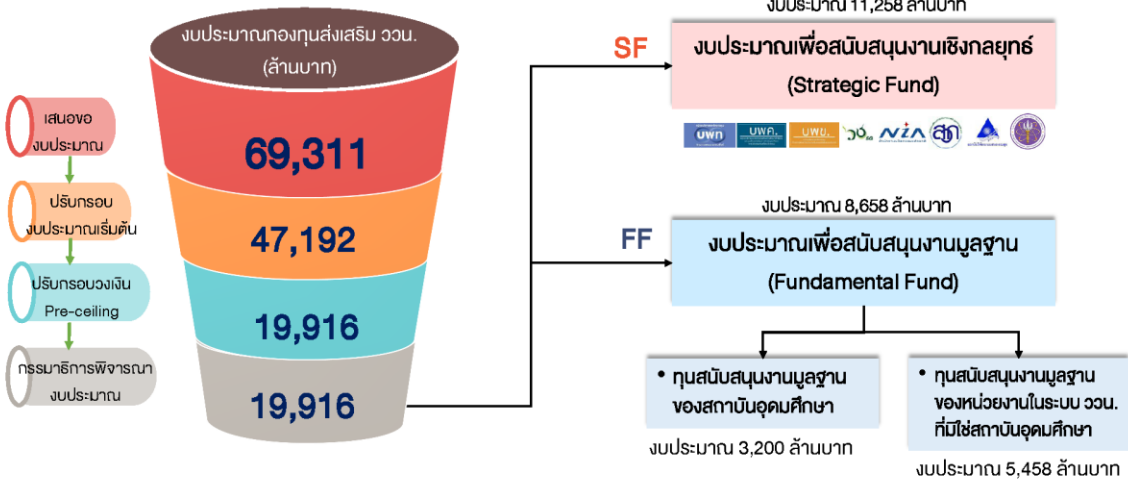 งบประมาณกองทุนส่งเสริม ววน.
(ล้านบาท)
69,311
47,192
19,916
19,916
เสนอขอ
งบประมาณ
ปรับกรอบ
งบประมาณเริ่มต้น
ปรับกรอบวงเงิน
Pre-ceiling
กรรมาธิการพิจารณา
งบประมาณ
งบประมาณ 11,258 ล้านบาท
SF
งบประมาณเพื่อสนับสนุนงานเชิงกลยุทธ์
(Strategic Fund)
บพท
บพค.
บพข.
วช
NIA
งบประมาณ 8,658 ล้านบาท
FF
งบประมาณเพื่อสนับสนุนงานมูลฐาน
(Fundamental Fund)
• ทุนสนับสนุนงานมูลฐาน
ของสถาบันอุดมศึกษา
งบประมาณ 3,200 ล้านบาท
• ทุนสนับสนุนงานมูลฐาน
ของหน่วยงานในระบบ ววน.
ที่มิใช่สถาบันอุดมศึกษา
งบประมาณ 5,458 ล้านบาท